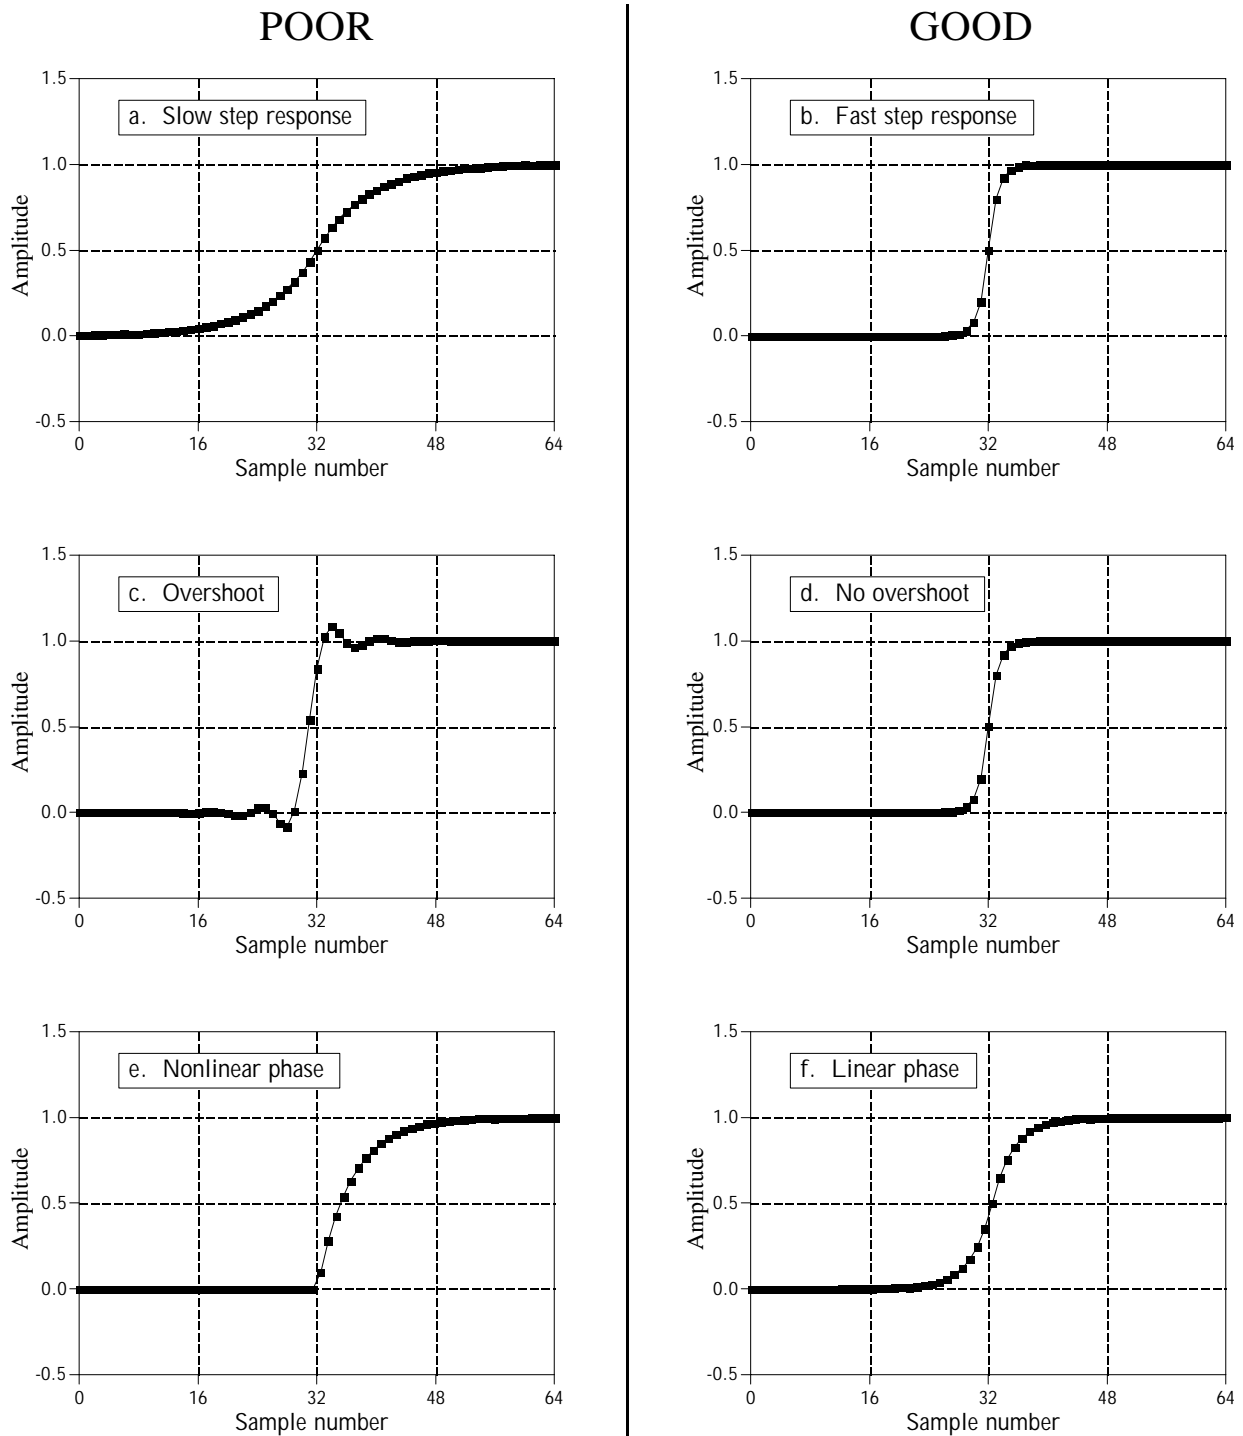 POOR
GOOD
a. Slow step response
1.5
1.0
0.5
0.0
-0.5
Amplitude
0 16 32 48 64
Sample number
b. Fast step response
1.5
1.0
0.5
0.0
-0.5
Amplitude
0 16 32 48 64
Sample number
c. Overshoot
1.5
1.0
0.5
0.0
-0.5
Amplitude
0 16 32 48 64
Sample number
d. No overshoot
1.5
1.0
0.5
0.0
-0.5
Amplitude
0 16 32 48 64
Sample number
e. Nonlinear phase
1.5
1.0
0.5
0.0
-0.5
Amplitude
0 16 32 48 64
Sample number
f. Linear phase
1.5
1.0
0.5
0.0
-0.5
Amplitude
0 16 32 48 64
Sample number